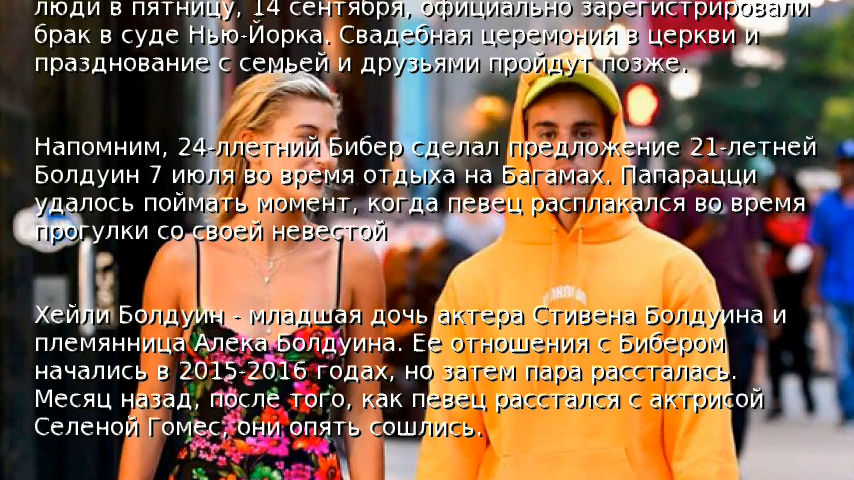 люди в пятницу, 14 сентября, официально зарегистрировали
брак в суде Нью-Йорка. Свадебная церемония в церкви и
празднование с семьей и друзьями пройдут позже.
Напомним, 24-ллетний Бибер сделал предложение 21-летней
Болдуин 7 июля во время отдыха на Багамах. Папарацци
удалось поймать момент, когда певец расплакался во время
прогулки со своей невестой
Хейли Болдуин - младшая дочь актера Стивена Болдуина и
племянница Алека Болдуина. Ее отношения с Бибером
начались в 2015-2016 годах, но затем пара рассталась.
Месяц назад, после того, как певец расстался с актрисой
Селеной Гомес, они опять сошлись.